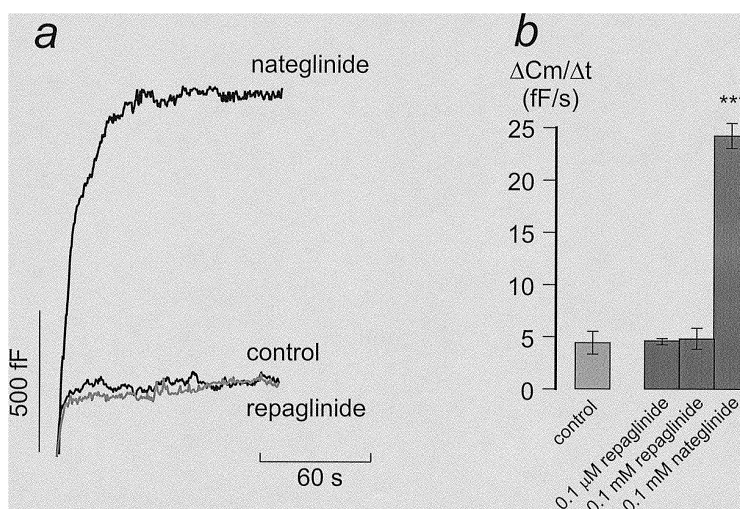 a
nateglinide
control
repaglinide
500 fF
60 s
b
ΔCm/Δt
(fF/s)
***
25
20
15
10
5
0
control
0.1 µM repaglinide
0.1 mM repaglinide
0.1 mM nateglinide